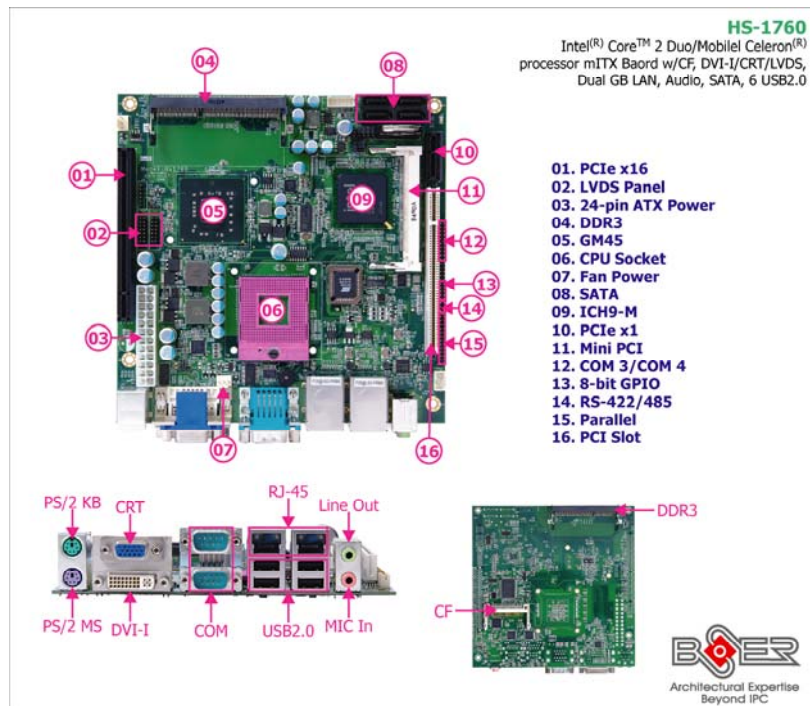 HS-1760
Intel(R) Core™ 2 Duo/Mobilel Celeron(R)
processor mITX Baord w/CF, DVI-I/CRT/LVDS,
Dual GB LAN, Audio, SATA, 6 USB2.0
04
08
01
10
05
09
11
02
12
13
06
14
03
15
07
16
01. PCIe x16
02. LVDS Panel
03. 24-pin ATX Power
04. DDR3
05. GM45
06. CPU Socket
07. Fan Power
08. SATA
09. ICH9-M
10. PCIe x1
11. Mini PCI
12. COM 3/COM 4
13. 8-bit GPIO
14. RS-422/485
15. Parallel
16. PCI Slot
PS/2 KB
CRT
RJ-45
Line Out
PS/2 MS
DVI-I
COM
USB2.0
MIC In
DDR3
CF
BOSER
Architectural Expertise
Beyond IPC